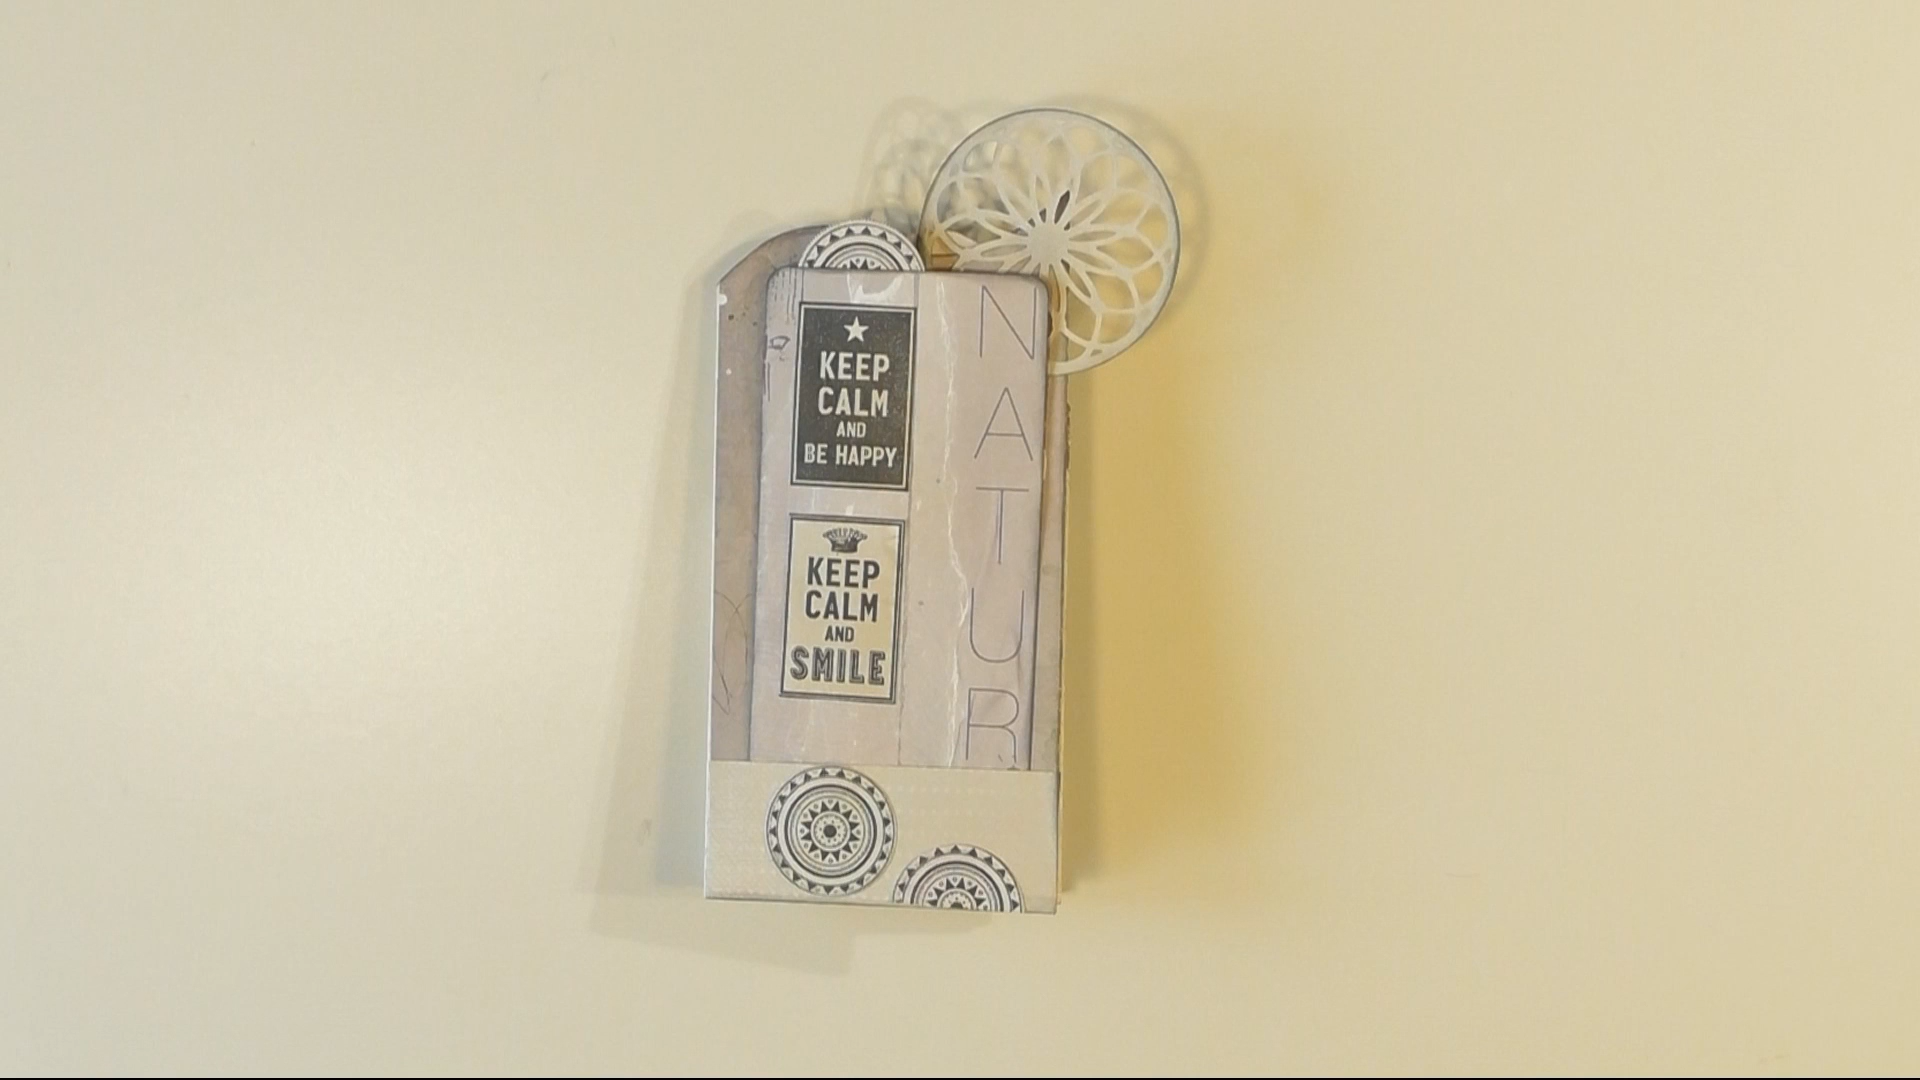 KEEP
CALM
AND
BE HAPPY
KEEP
CALM
AND
SMILE
NATUR